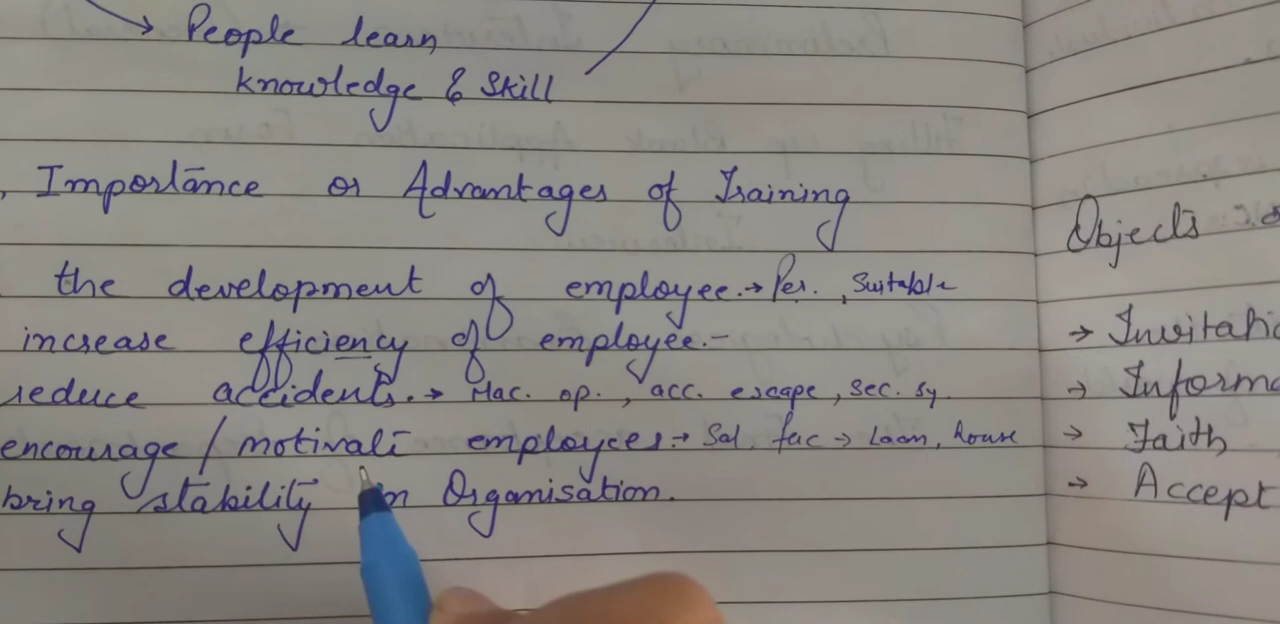 People learn
knowledge & Skill
Importance or Advantages of Training
the development of employee.→ Per. , Suitable
increase efficiency of employee.-
reduce accidents.→ Mac. op. , acc. escape, sec. sy.
encourage / motivate employees→ Sal. fac → Loan, house
bring stability in Organisation.
Objects
→ Invitati
→ Informa
→ Faith
→ Accept